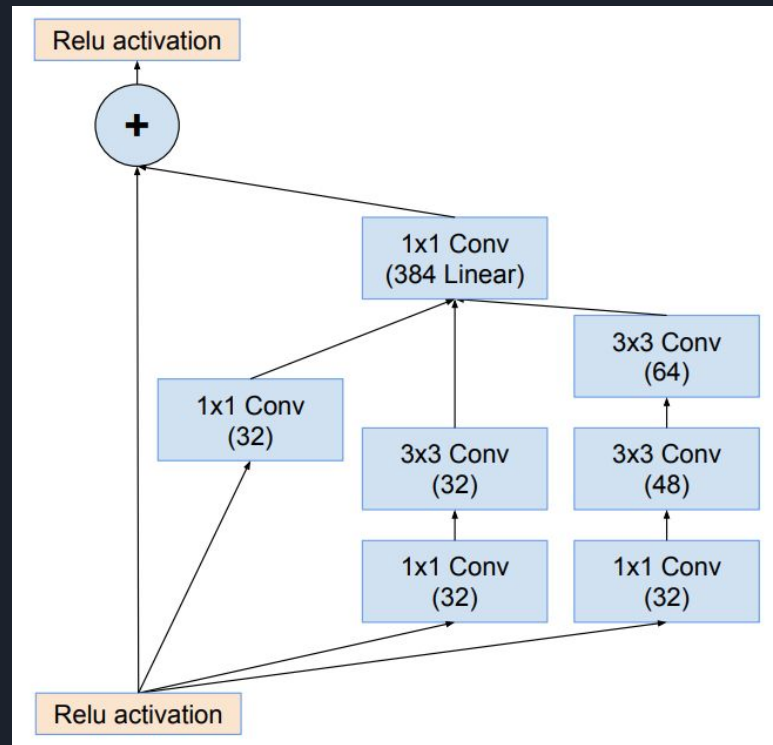 Relu activation
+
1x1 Conv
(384 Linear)
3x3 Conv
(64)
1x1 Conv
(32)
3x3 Conv
(32)
3x3 Conv
(48)
1x1 Conv
(32)
1x1 Conv
(32)
Relu activation